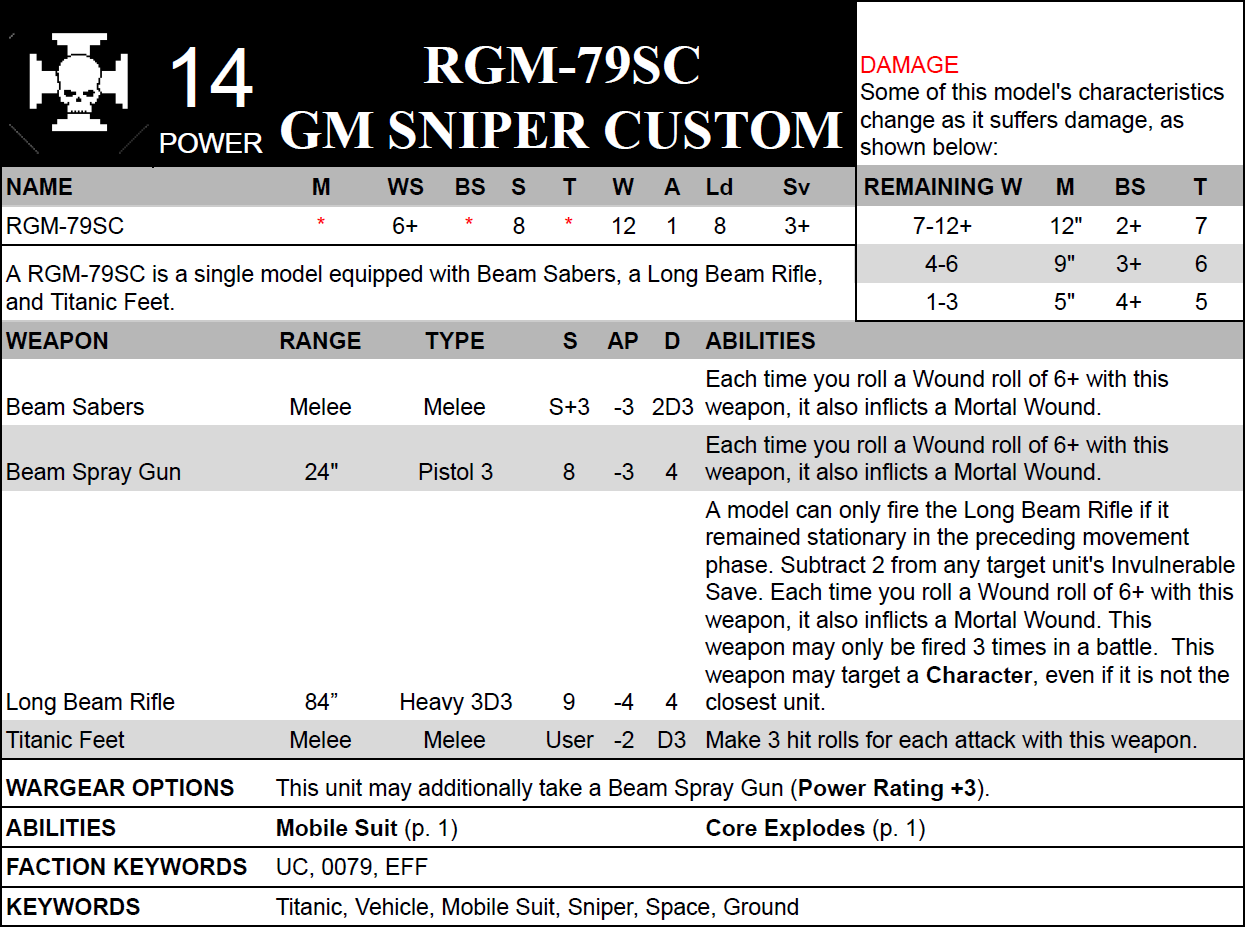 14
POWER
RGM-79SC
GM SNIPER CUSTOM
DAMAGE
Some of this model's characteristics
change as it suffers damage, as
shown below:
NAME M WS BS S T W A Ld Sv
RGM-79SC * 6+ * 8 * 12 1 8 3+
A RGM-79SC is a single model equipped with Beam Sabers, a Long Beam Rifle,
and Titanic Feet.
REMAINING W M BS T
7-12+ 12" 2+ 7
4-6 9" 3+ 6
1-3 5" 4+ 5
WEAPON RANGE TYPE S AP D ABILITIES
Each time you roll a Wound roll of 6+ with this
Beam Sabers Melee Melee S+3 -3 2D3 weapon, it also inflicts a Mortal Wound.
Each time you roll a Wound roll of 6+ with this
Beam Spray Gun 24" Pistol 3 8 -3 4 weapon, it also inflicts a Mortal Wound.
A model can only fire the Long Beam Rifle if it
remained stationary in the preceding movement
phase. Subtract 2 from any target unit's Invulnerable
Save. Each time you roll a Wound roll of 6+ with this
weapon, it also inflicts a Mortal Wound. This
weapon may only be fired 3 times in a battle.  This
weapon may target a Character, even if it is not the
Long Beam Rifle 84” Heavy 3D3 9 -4 4 closest unit.
Titanic Feet Melee Melee User -2 D3 Make 3 hit rolls for each attack with this weapon.
WARGEAR OPTIONS This unit may additionally take a Beam Spray Gun (Power Rating +3).
ABILITIES Mobile Suit (p. 1) Core Explodes (p. 1)
FACTION KEYWORDS UC, 0079, EFF
KEYWORDS Titanic, Vehicle, Mobile Suit, Sniper, Space, Ground